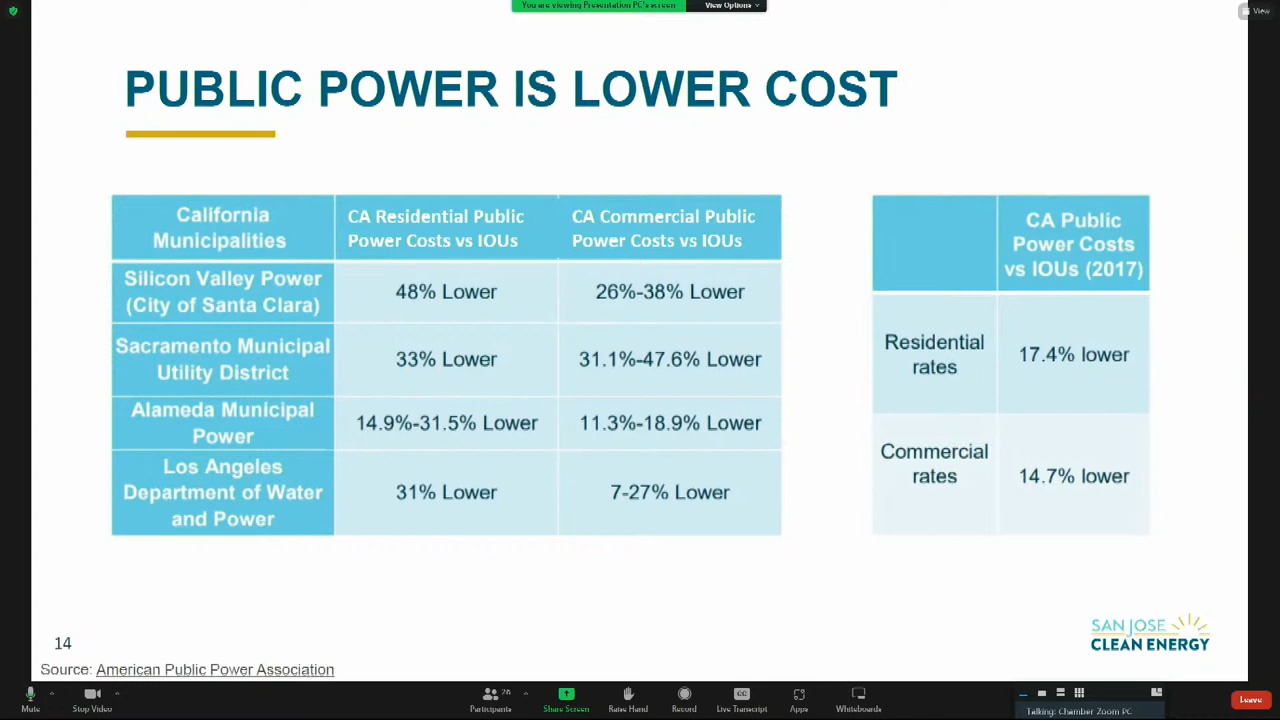 You are viewing Presentation PC's screen
View Options
View
PUBLIC POWER IS LOWER COST
California
Municipalities
CA Residential Public
Power Costs vs IOUs
CA Commercial Public
Power Costs vs IOUs
Silicon Valley Power
(City of Santa Clara)
48% Lower
26%-38% Lower
Sacramento Municipal
Utility District
33% Lower
31.1%-47.6% Lower
Alameda Municipal
Power
14.9%-31.5% Lower
11.3%-18.9% Lower
Los Angeles
Department of Water
and Power
31% Lower
7-27% Lower
CA Public
Power Costs
vs IOUs (2017)
Residential
rates
17.4% lower
Commercial
rates
14.7% lower
14
Source: American Public Power Association
SAN JOSE
CLEAN ENERGY
Mute
Stop Video
Participants
26
Share Screen
Raise Hand
Record
CC
Live Transcript
Apps
Whiteboards
Talking: Chamber Zoom PC
Leave